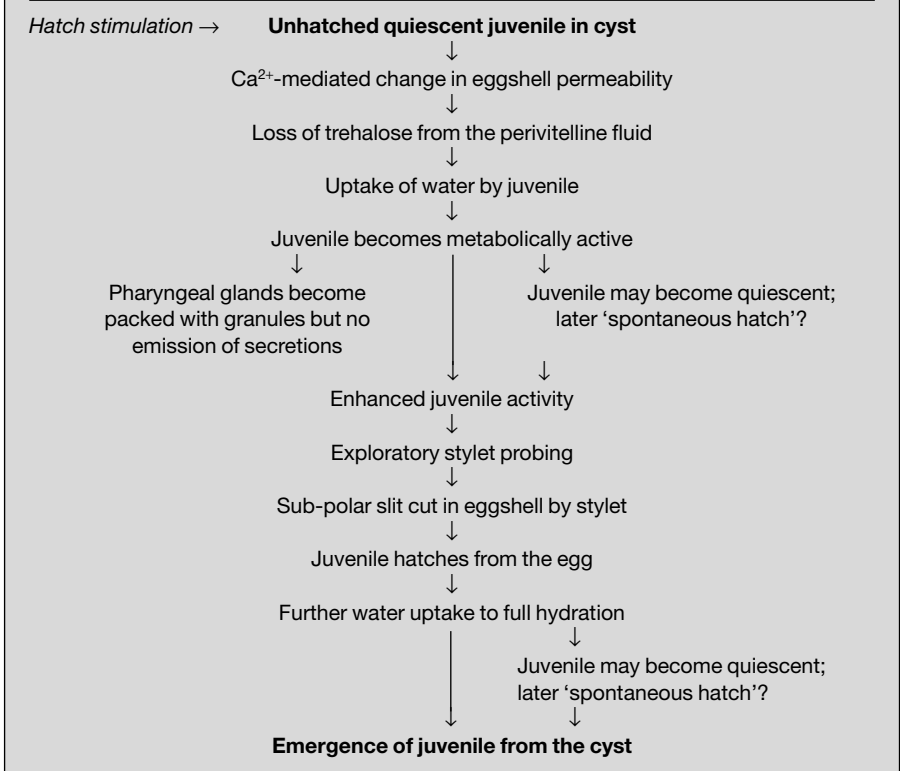 Hatch stimulation → Unhatched quiescent juvenile in cyst
↓
Ca²⁺-mediated change in eggshell permeability
↓
Loss of trehalose from the perivitelline fluid
↓
Uptake of water by juvenile
↓
Juvenile becomes metabolically active
↓ ↓ ↓
Pharyngeal glands become
packed with granules but no
emission of secretions
Juvenile may become quiescent;
later ‘spontaneous hatch’?
↓
Enhanced juvenile activity
↓
Exploratory stylet probing
↓
Sub-polar slit cut in eggshell by stylet
↓
Juvenile hatches from the egg
↓
Further water uptake to full hydration
↓ ↓
Juvenile may become quiescent;
later ‘spontaneous hatch’?
↓
Emergence of juvenile from the cyst